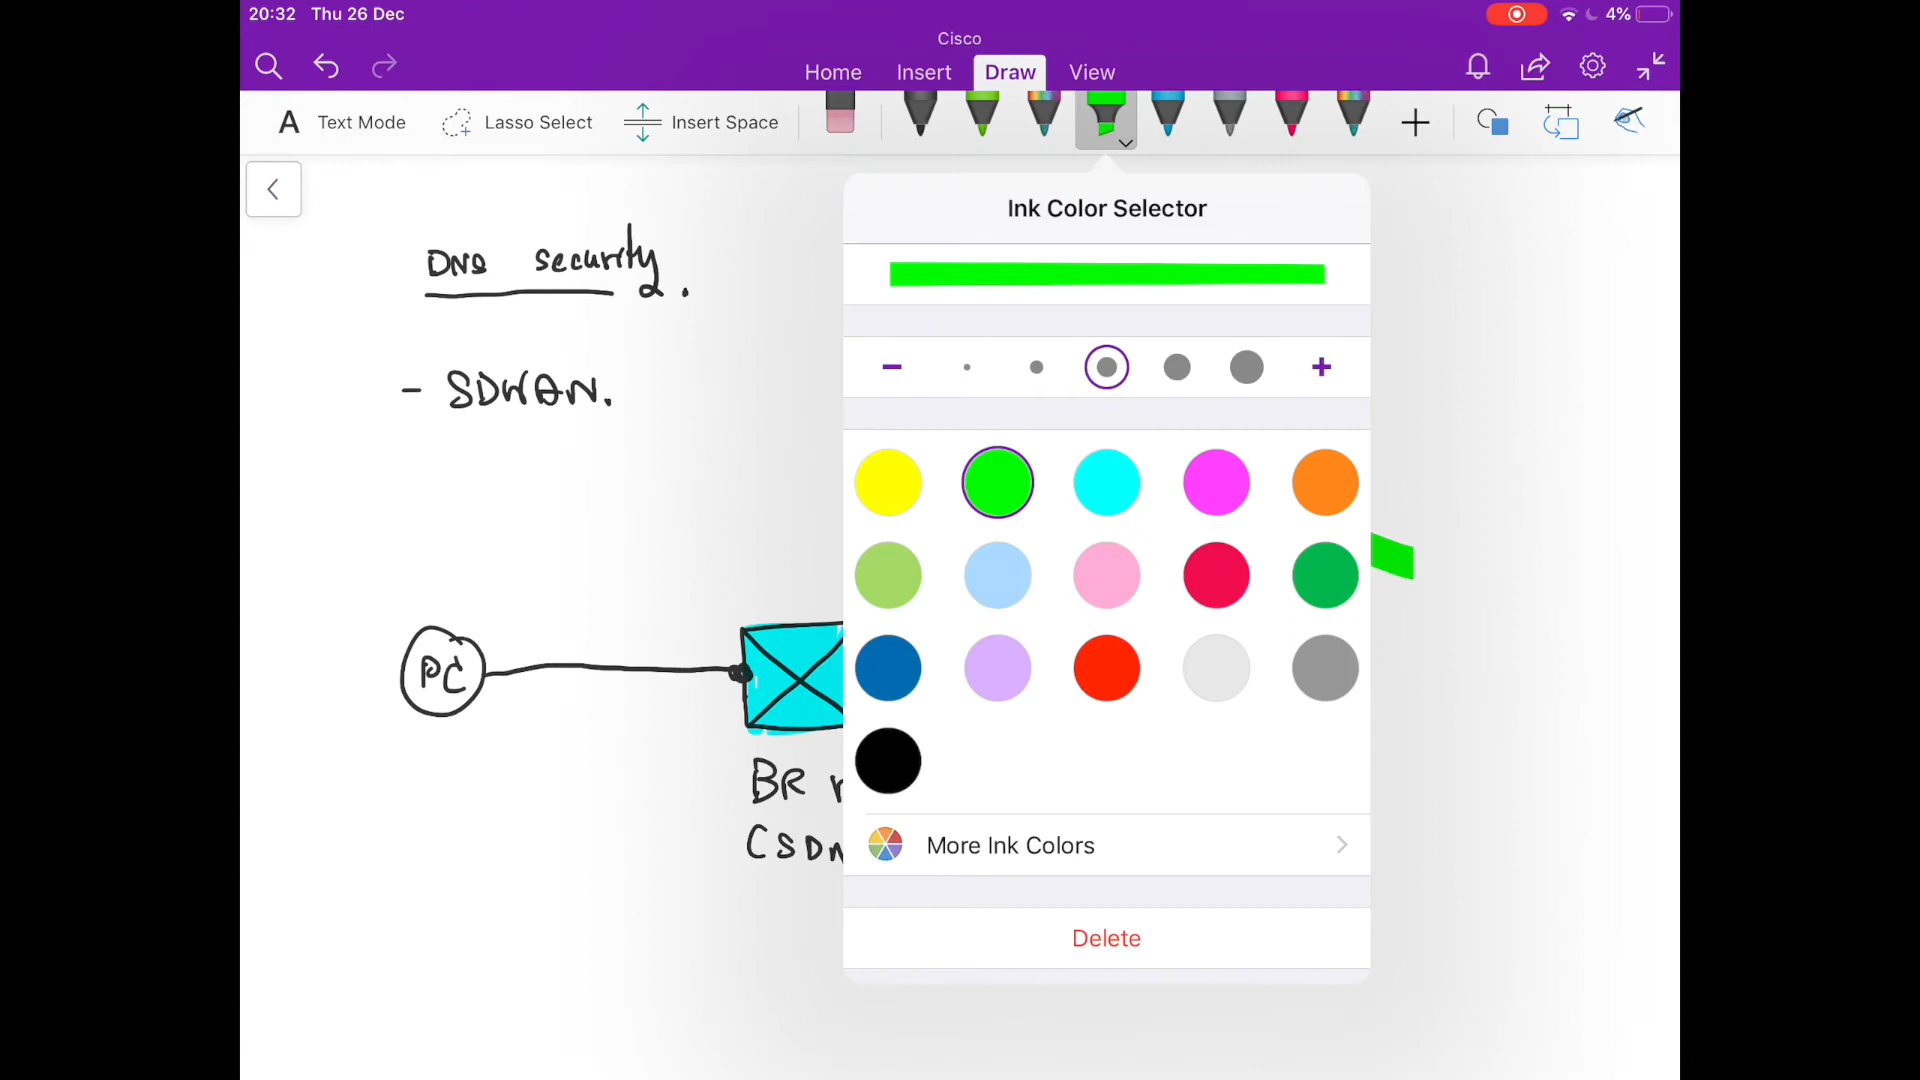 20:32 Thu 26 Dec
4%
Cisco
Home Insert Draw View
A Text Mode Lasso Select Insert Space
Ink Color Selector
DNS security.
- SDWAN.
PC
BR
(SD
More Ink Colors
Delete